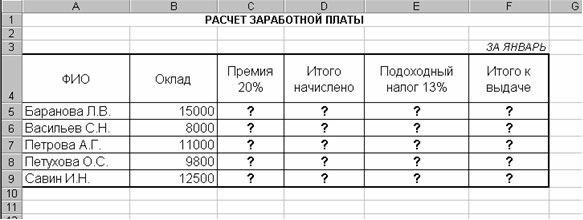 A B C D E F G
1 РАСЧЕТ ЗАРАБОТНОЙ ПЛАТЫ
2
3 ЗА ЯНВАРЬ
4 ФИО Оклад Премия 20% Итого начислено Подоходный налог 13% Итого к выдаче
5 Баранова Л.В. 15000 ? ? ? ?
6 Васильев С.Н. 8000 ? ? ? ?
7 Петрова А.Г. 11000 ? ? ? ?
8 Петухова О.С. 9800 ? ? ? ?
9 Савин И.Н. 12500 ? ? ? ?
10
11